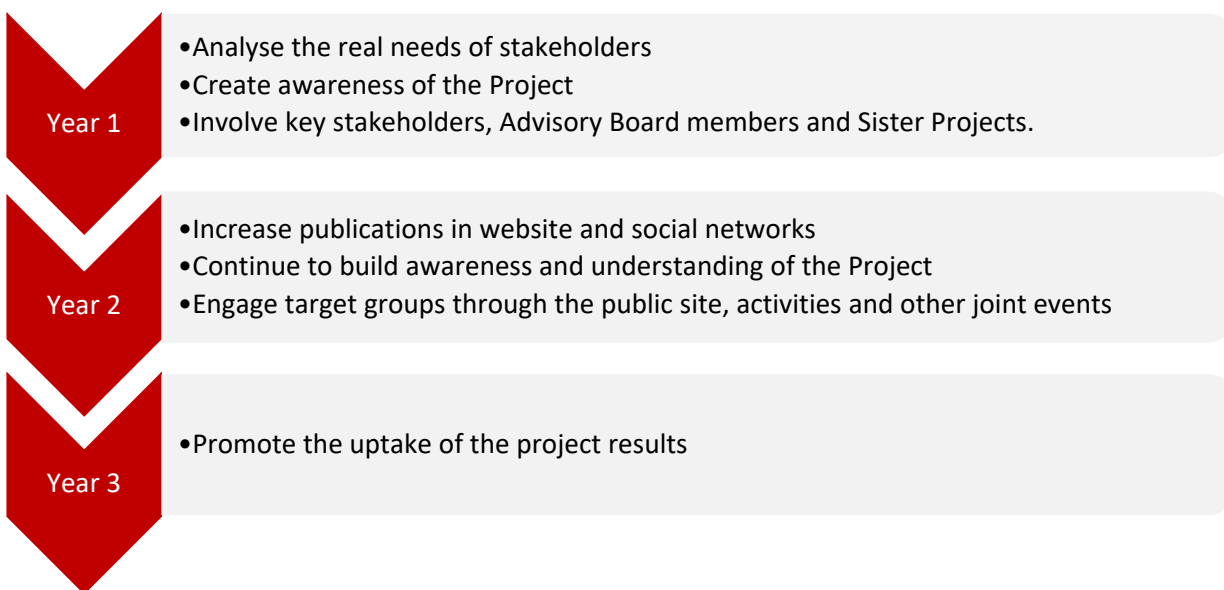 Year 1
•Analyse the real needs of stakeholders
•Create awareness of the Project
•Involve key stakeholders, Advisory Board members and Sister Projects.
Year 2
•Increase publications in website and social networks
•Continue to build awareness and understanding of the Project
•Engage target groups through the public site, activities and other joint events
Year 3
•Promote the uptake of the project results